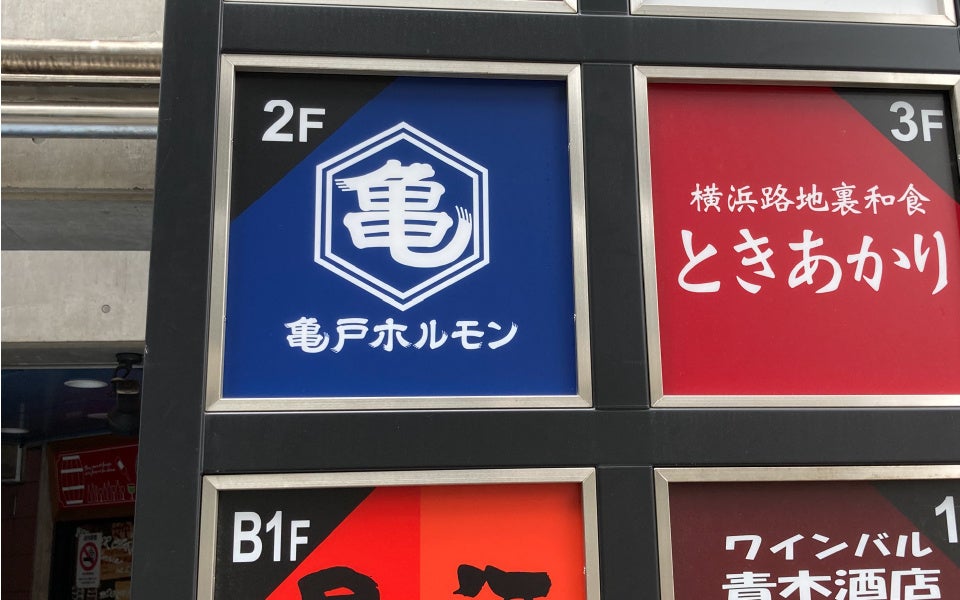 2F
亀
亀戸ホルモン
3F
横浜路地裏和食
ときあかり
B1F
ワインバル
青木酒店